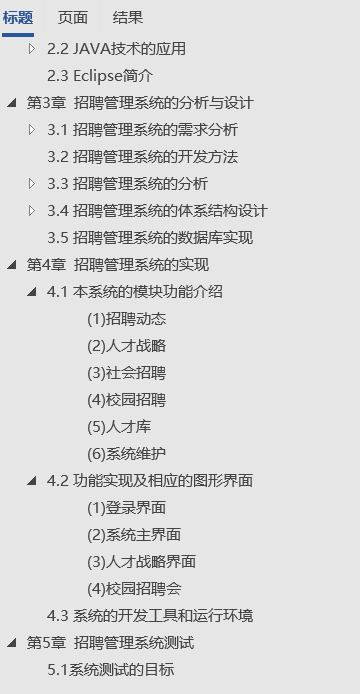 标题 页面 结果
2.2 JAVA技术的应用
2.3 Eclipse简介
第3章 招聘管理系统的分析与设计
3.1 招聘管理系统的需求分析
3.2 招聘管理系统的开发方法
3.3 招聘管理系统的分析
3.4 招聘管理系统的体系结构设计
3.5 招聘管理系统的数据库实现
第4章 招聘管理系统的实现
4.1 本系统的模块功能介绍
(1)招聘动态
(2)人才战略
(3)社会招聘
(4)校园招聘
(5)人才库
(6)系统维护
4.2 功能实现及相应的图形界面
(1)登录界面
(2)系统主界面
(3)人才战略界面
(4)校园招聘会
4.3 系统的开发工具和运行环境
第5章 招聘管理系统测试
5.1系统测试的目标